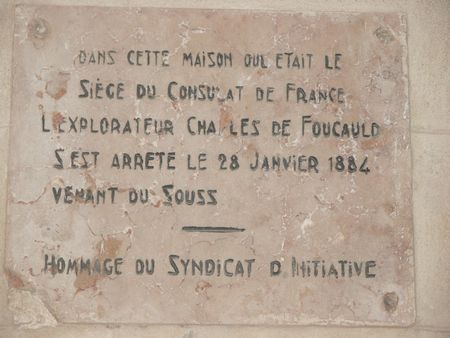 DANS CETTE MAISON QUI ETAIT LE
SIÈGE DU CONSULAT DE FRANCE
L'EXPLORATEUR CHARLES DE FOUCAULD
S'EST ARRETE LE 28 JANVIER 1884
VENANT DU SOUSS
HOMMAGE DU SYNDICAT D'INITIATIVE